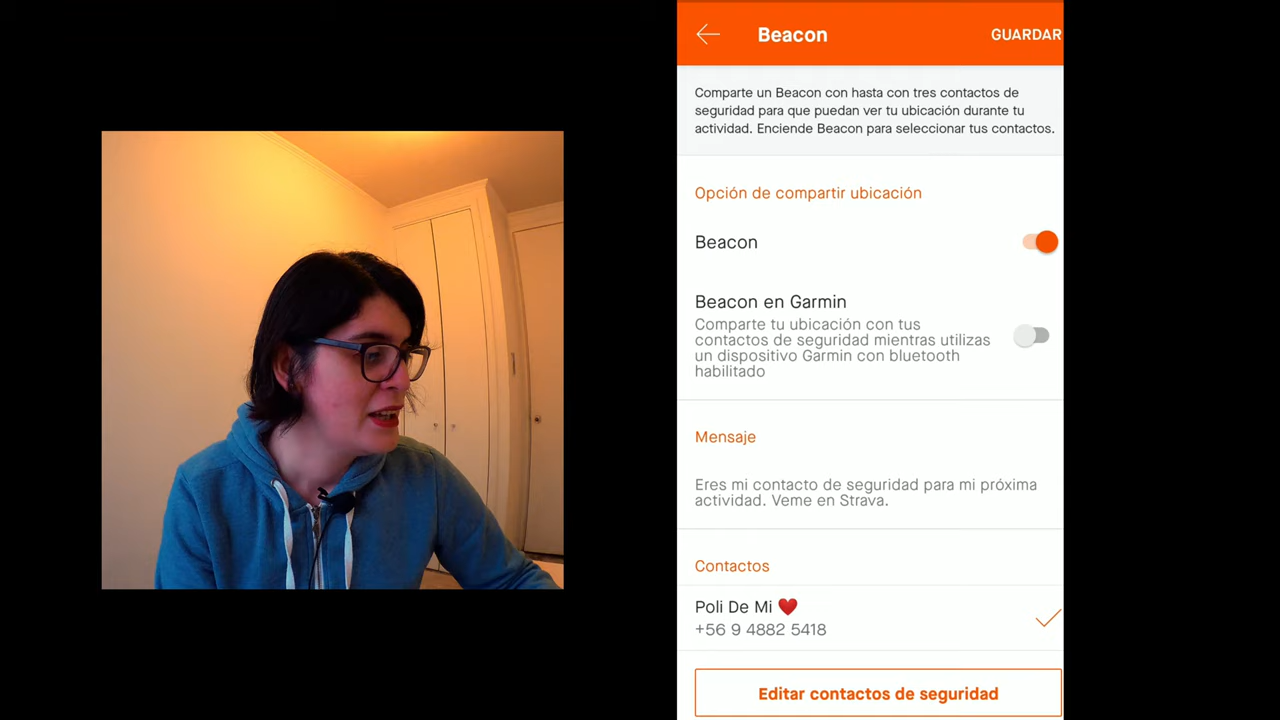 Beacon
GUARDAR
Comparte un Beacon con hasta con tres contactos de
seguridad para que puedan ver tu ubicación durante tu
actividad. Enciende Beacon para seleccionar tus contactos.
Opción de compartir ubicación
Beacon
Beacon en Garmin
Comparte tu ubicación con tus
contactos de seguridad mientras utilizas
un dispositivo Garmin con bluetooth
habilitado
Mensaje
Eres mi contacto de seguridad para mi próxima
actividad. Veme en Strava.
Contactos
Poli De Mi ❤️
+56 9 4882 5418
Editar contactos de seguridad